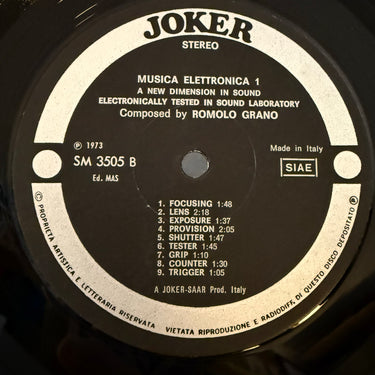 JOKER
STEREO
MUSICA ELETTRONICA 1
A NEW DIMENSION IN SOUND
ELECTRONICALLY TESTED IN SOUND LABORATORY
Composed by ROMOLO GRANO
℗ 1973
SM 3505 B
Ed. MAS
Made in Italy
SIAE
1. FOCUSING 1:48
2. LENS 2:18
3. EXPOSURE 1:37
4. PROVISION 2:05
5. SHUTTER 1:47
6. TESTER 1:45
7. GRIP 1:10
8. COUNTER 1:30
9. TRIGGER 1:05
A JOKER-SAAR Prod. Italy
© PROPRIETA ARTISTICA E LETTERARIA RISERVATA VIETATA RIPRODUZIONE E RADIODIFF. DI QUESTO DISCO DEPOSITATO ℗